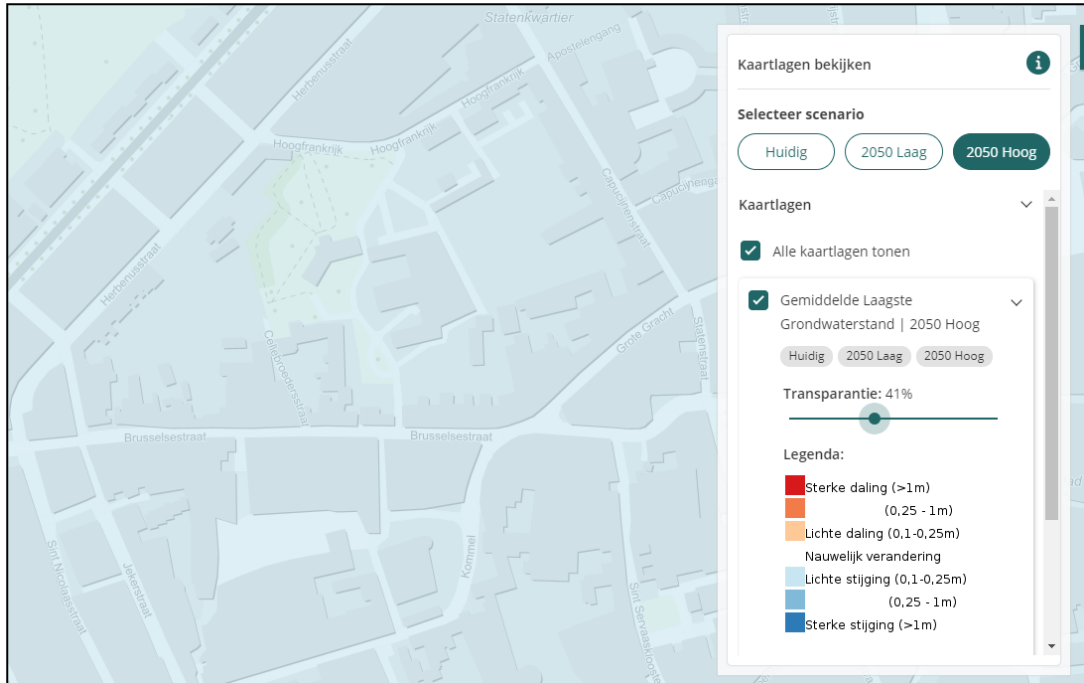 Statenkwartier
Apostelengang
Herbenusstraat
Hoogfrankrijk
Hoogfrankrijk
Hoogfrankrijk
Capucijnenstraat
Capucijnenga
Herbenusstraat
Grote Gracht
Statenstraat
Cellebroedersstraat
Brusselsestraat
Brusselsestraat
Kommel
Sint Nicolaasstraat
Jekerstraat
Sint Servaasklooster
ad
Kaartlagen bekijken
i
Selecteer scenario
Huidig 2050 Laag 2050 Hoog
Kaartlagen
Alle kaartlagen tonen
Gemiddelde Laagste
Grondwaterstand | 2050 Hoog
Huidig 2050 Laag 2050 Hoog
Transparantie: 41%
Legenda:
Sterke daling (>1m)
(0,25 - 1m)
Lichte daling (0,1-0,25m)
Nauwelijk verandering
Lichte stijging (0,1-0,25m)
(0,25 - 1m)
Sterke stijging (>1m)